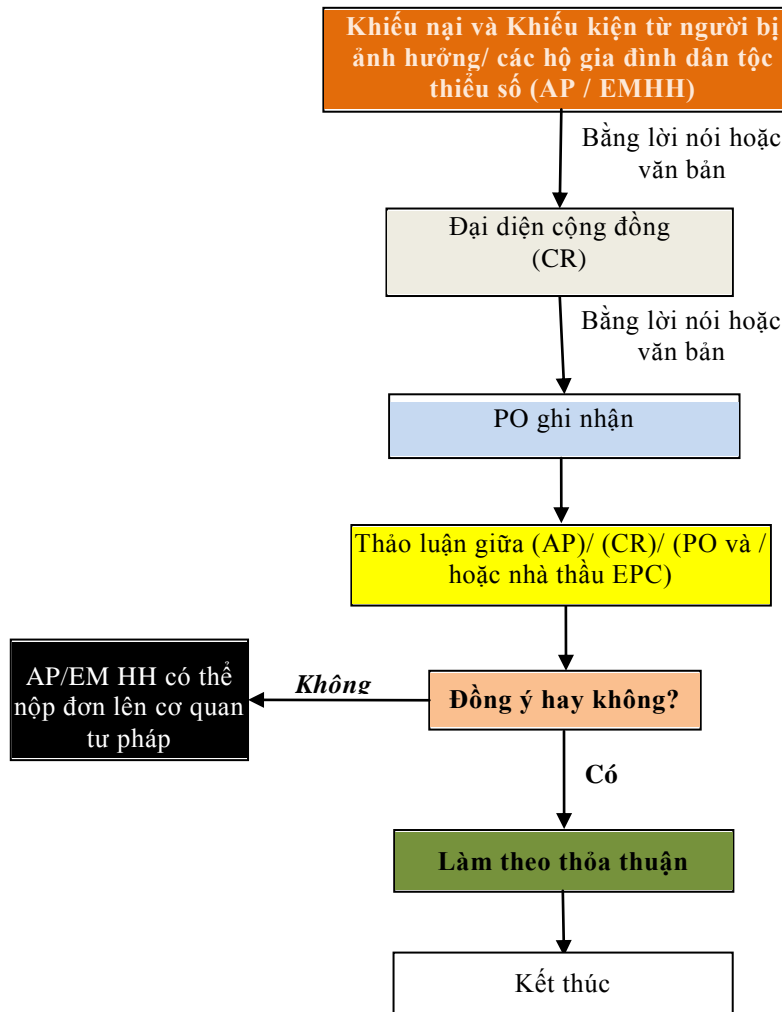 Khiếu nại và Khiếu kiện từ người bị
ảnh hưởng/ các hộ gia đình dân tộc
thiểu số (AP / EMHH)
Bằng lời nói hoặc
văn bản
Đại diện cộng đồng
(CR)
Bằng lời nói hoặc
văn bản
PO ghi nhận
Thảo luận giữa (AP)/ (CR)/ (PO và /
hoặc nhà thầu EPC)
AP/EM HH có thể
nộp đơn lên cơ quan
tư pháp
Không
Đồng ý hay không?
Có
Làm theo thỏa thuận
Kết thúc